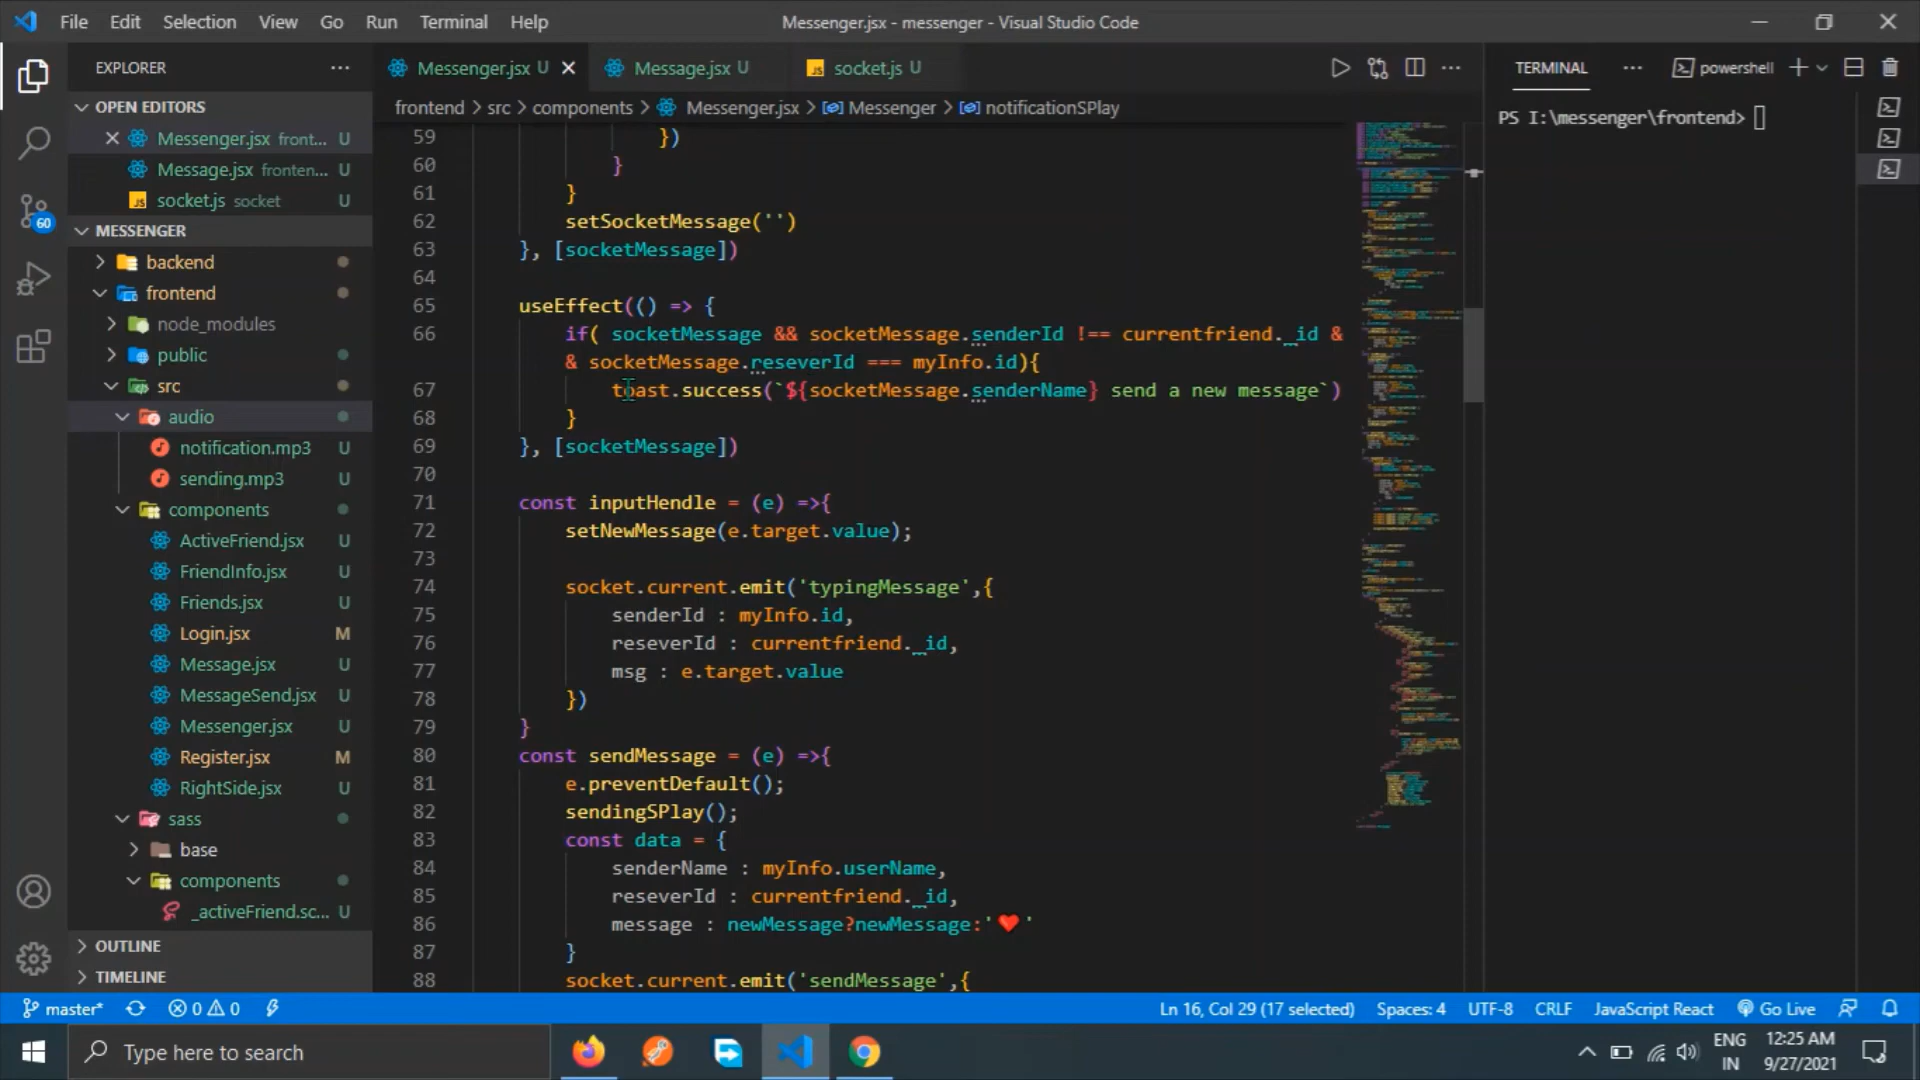 File Edit Selection View Go Run Terminal Help
Messenger.jsx - messenger - Visual Studio Code
EXPLORER
OPEN EDITORS
Messenger.jsx front... U
Message.jsx fronten... U
socket.js socket U
MESSENGER
backend
frontend
node_modules
public
src
audio
notification.mp3 U
sending.mp3 U
components
ActiveFriend.jsx U
FriendInfo.jsx U
Friends.jsx U
Login.jsx M
Message.jsx U
MessageSend.jsx U
Messenger.jsx U
Register.jsx M
RightSide.jsx U
sass
base
components
_activeFriend.sc... U
OUTLINE
TIMELINE
60
Messenger.jsx U Message.jsx U socket.js U
frontend > src > components > Messenger.jsx > Messenger > notificationSPlay
59 })
60 }
61 }
62 setSocketMessage('')
63 }, [socketMessage])
64
65 useEffect(() => {
66 if( socketMessage && socketMessage.senderId !== currentfriend._id &
& socketMessage.reseverId === myInfo.id){
67 toast.success(`${socketMessage.senderName} send a new message`)
68 }
69 }, [socketMessage])
70
71 const inputHendle = (e) =>{
72 setNewMessage(e.target.value);
73
74 socket.current.emit('typingMessage',{
75 senderId : myInfo.id,
76 reseverId : currentfriend._id,
77 msg : e.target.value
78 })
79 }
80 const sendMessage = (e) =>{
81 e.preventDefault();
82 sendingSPlay();
83 const data = {
84 senderName : myInfo.userName,
85 reseverId : currentfriend._id,
86 message : newMessage?newMessage:'❤'
87 }
88 socket.current.emit('sendMessage',{
TERMINAL
powershell
PS I:\messenger\frontend>
master* 0 0
Ln 16, Col 29 (17 selected) Spaces: 4 UTF-8 CRLF JavaScript React Go Live
Type here to search
ENG
IN
12:25 AM
9/27/2021